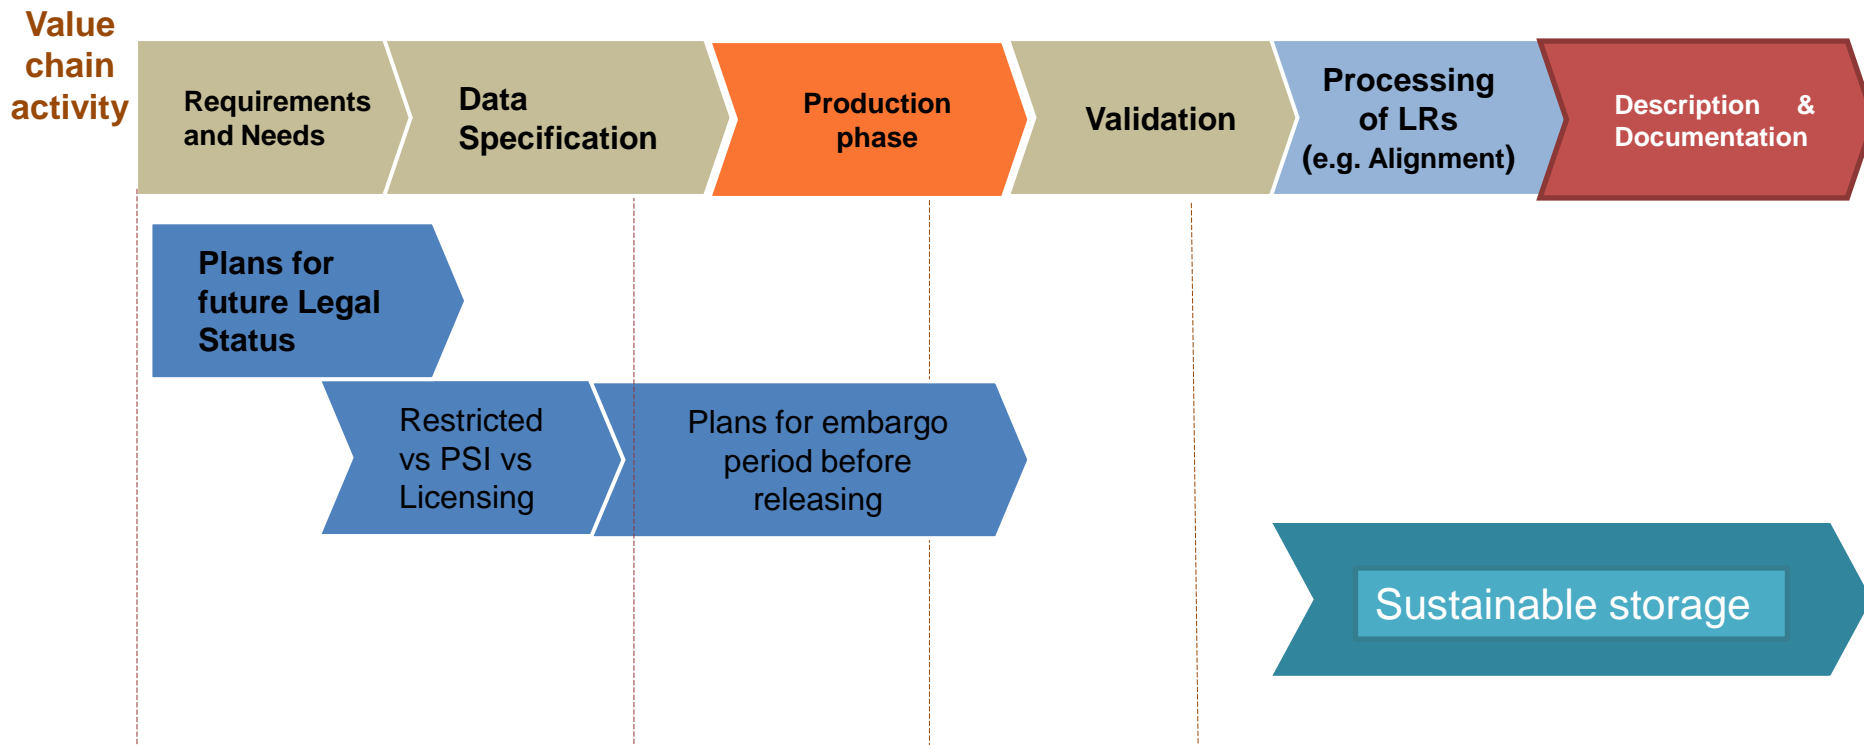 Value
chain
activity
Requirements
and Needs
Data
Specification
Production
phase
Validation
Processing
of LRs
(e.g. Alignment)
Description &
Documentation
Plans for
future Legal
Status
Restricted
vs PSI vs
Licensing
Plans for embargo
period before
releasing
Sustainable storage